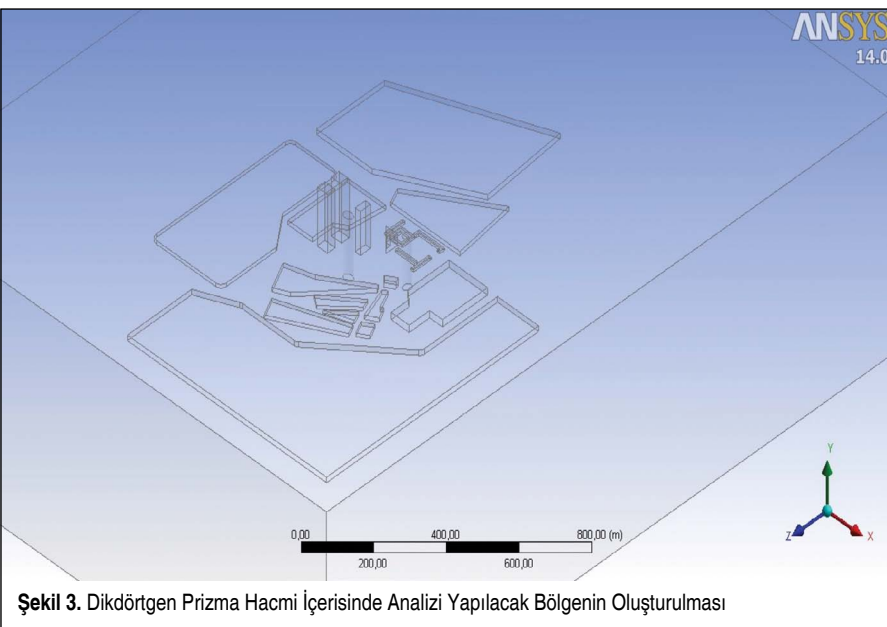 ANSYS
14.0
Y
Z
X
0,00 400,00 800,00 (m)
200,00 600,00
Şekil 3. Dikdörtgen Prizma Hacmi İçerisinde Analizi Yapılacak Bölgenin Oluşturulması